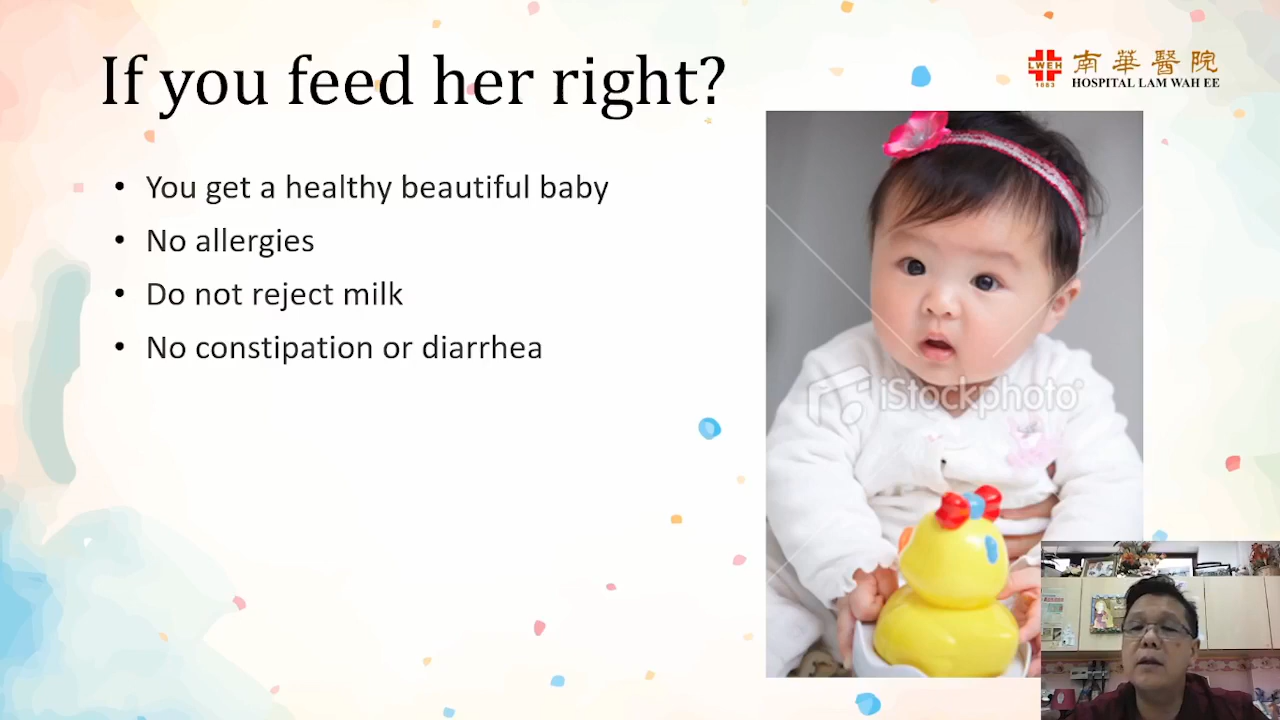 If you feed her right?
LWEH
1883
南華醫院
HOSPITAL LAM WAH EE
• You get a healthy beautiful baby
• No allergies
• Do not reject milk
• No constipation or diarrhea
iStockphoto